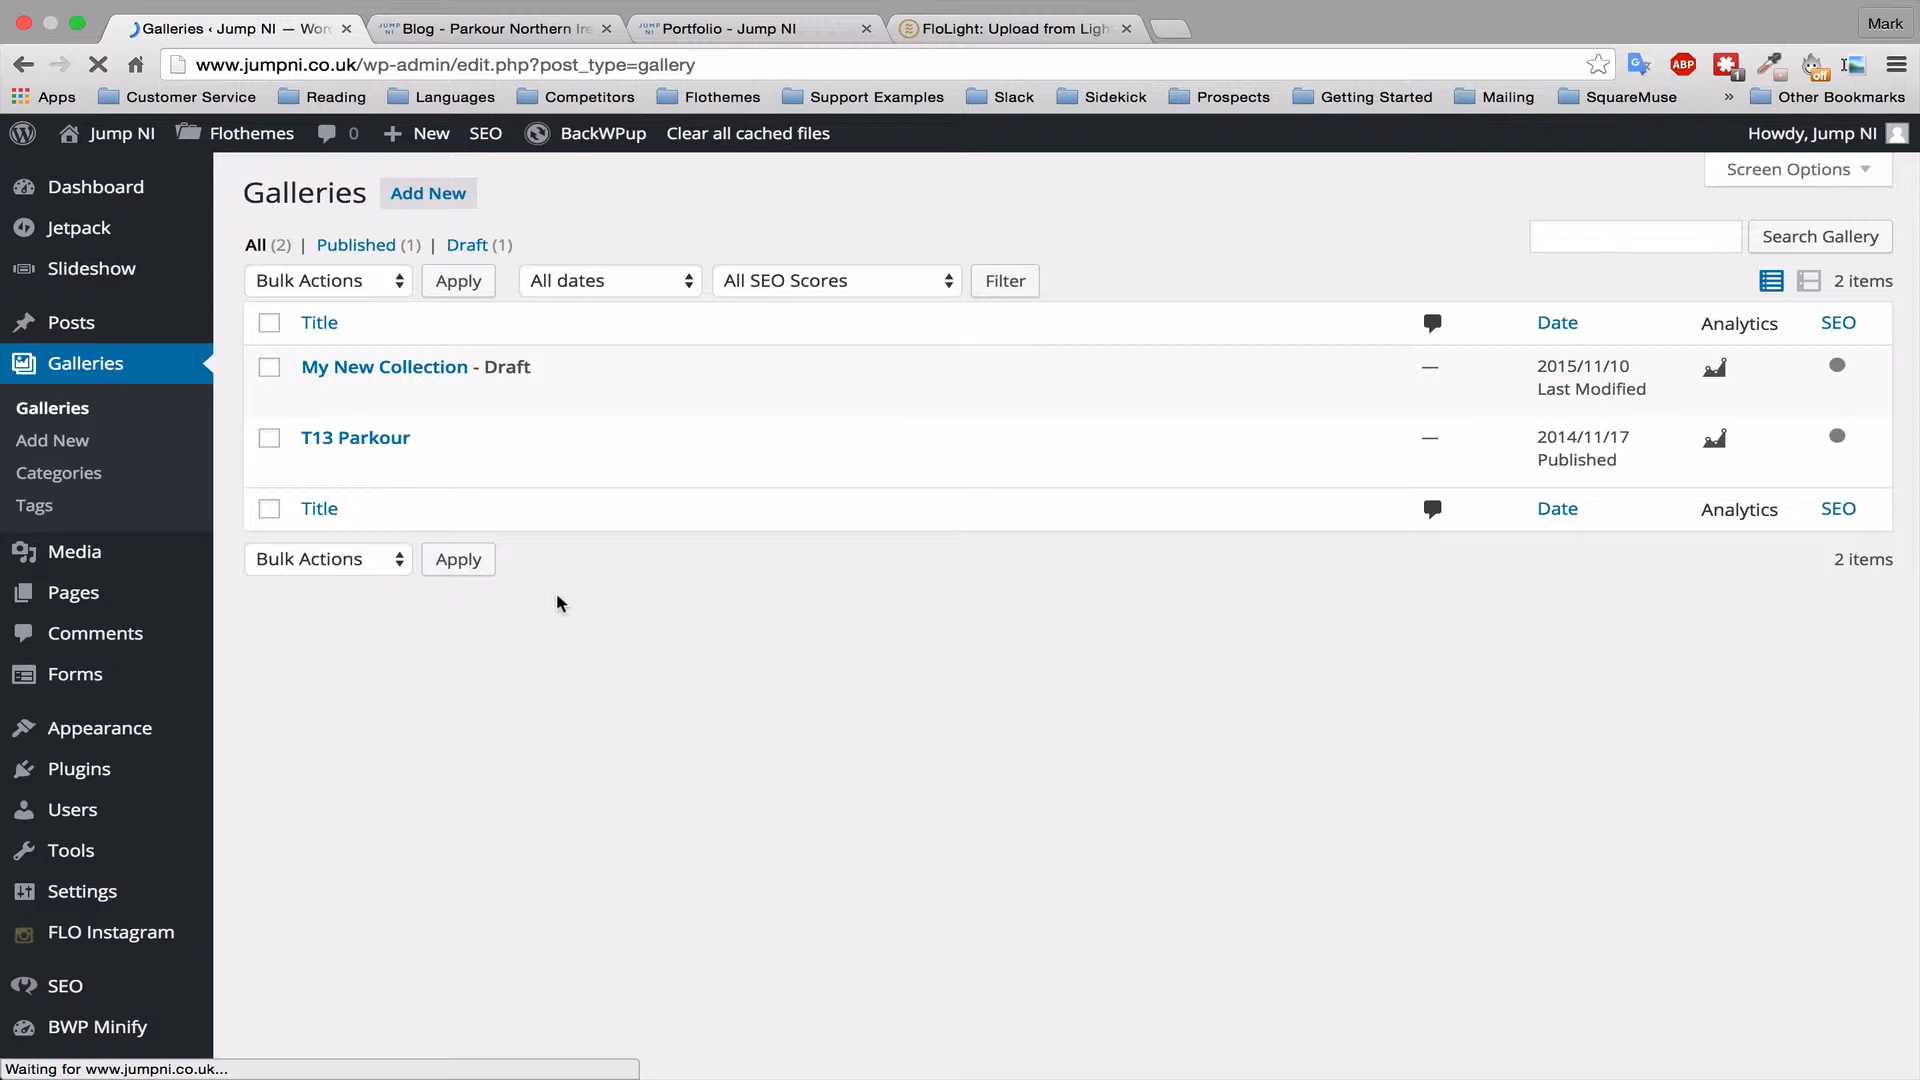 Galleries ‹ Jump NI — Wor
JUMP NI Blog - Parkour Northern Ire
JUMP NI Portfolio - Jump NI
FloLight: Upload from Ligh
Mark
www.jumpni.co.uk/wp-admin/edit.php?post_type=gallery
ABP
1
off
Apps
Customer Service
Reading
Languages
Competitors
Flothemes
Support Examples
Slack
Sidekick
Prospects
Getting Started
Mailing
SquareMuse
»
Other Bookmarks
Jump NI
Flothemes
0
+ New
SEO
BackWPup
Clear all cached files
Howdy, Jump NI
Dashboard
Jetpack
Slideshow
Posts
Galleries
Galleries
Add New
Categories
Tags
Media
Pages
Comments
Forms
Appearance
Plugins
Users
Tools
Settings
FLO Instagram
SEO
BWP Minify
Screen Options
Galleries
Add New
All (2) | Published (1) | Draft (1)
Search Gallery
Bulk Actions
Apply
All dates
All SEO Scores
Filter
2 items
Title
Date
Analytics
SEO
My New Collection - Draft
—
2015/11/10
Last Modified
T13 Parkour
—
2014/11/17
Published
Title
Date
Analytics
SEO
Bulk Actions
Apply
2 items
Waiting for www.jumpni.co.uk...